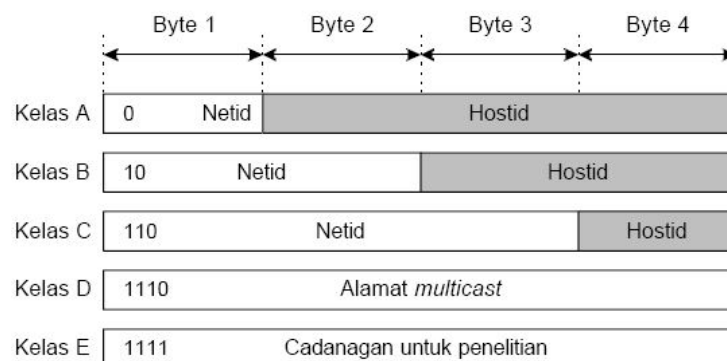 Byte 1 Byte 2 Byte 3 Byte 4
Kelas A 0 Netid Hostid
Kelas B 10 Netid Hostid
Kelas C 110 Netid Hostid
Kelas D 1110 Alamat multicast
Kelas E 1111 Cadanagan untuk penelitian